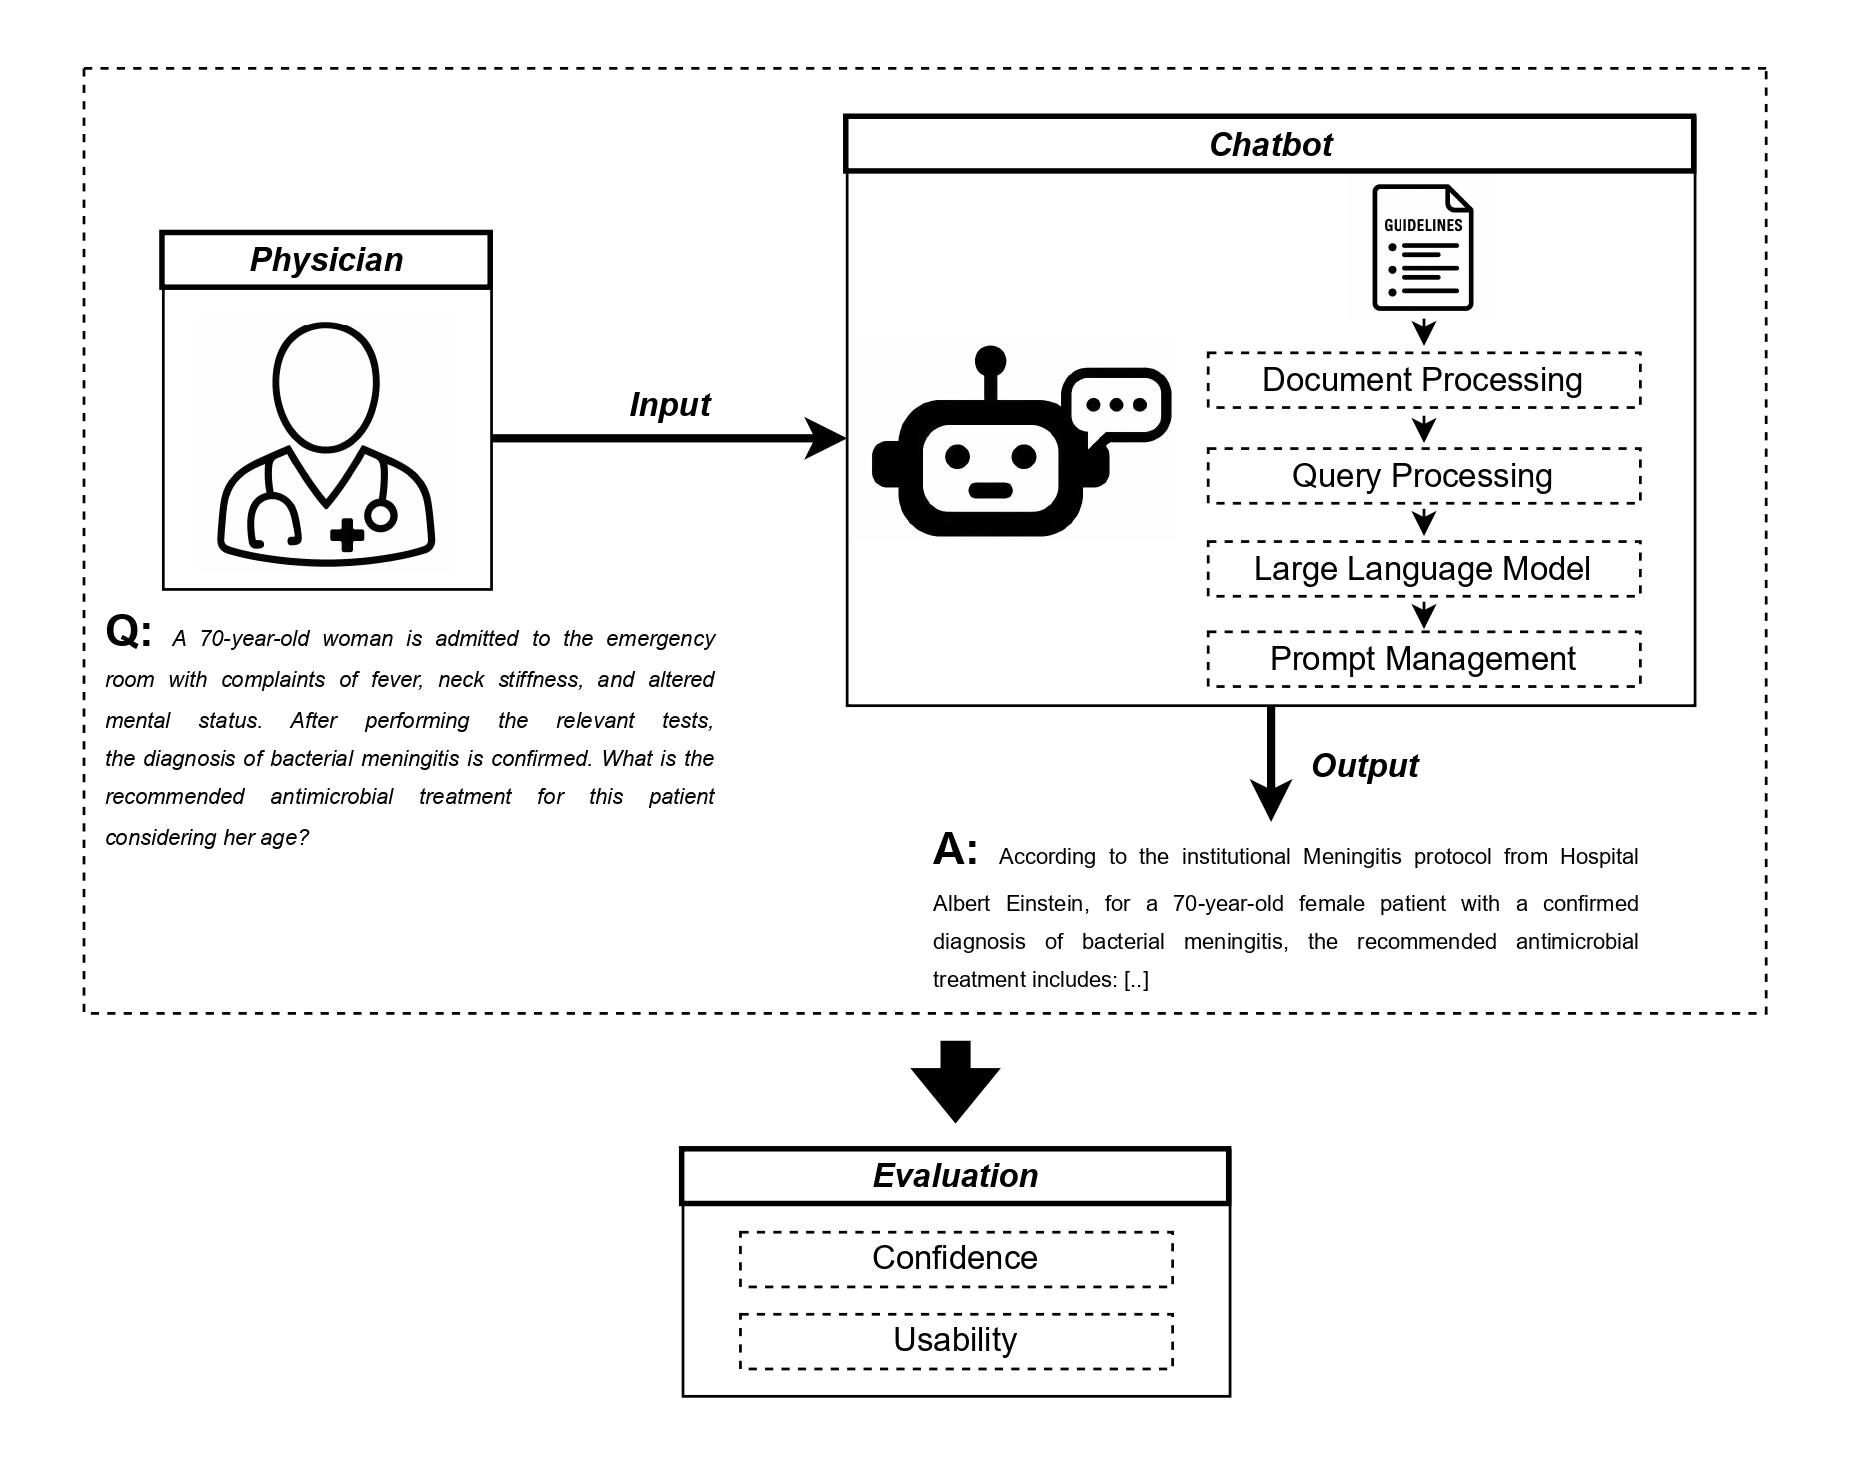 Chatbot
GUIDELINES
Physician
Document Processing
Input
Query Processing
Large Language Model
Prompt Management
Q: A 70-year-old woman is admitted to the emergency
room with complaints of fever, neck stiffness, and altered
mental status. After performing the relevant tests,
the diagnosis of bacterial meningitis is confirmed. What is the
recommended antimicrobial treatment for this patient
considering her age?
Output
A: According to the institutional Meningitis protocol from Hospital
Albert Einstein, for a 70-year-old female patient with a confirmed
diagnosis of bacterial meningitis, the recommended antimicrobial
treatment includes: [..]
Evaluation
Confidence
Usability